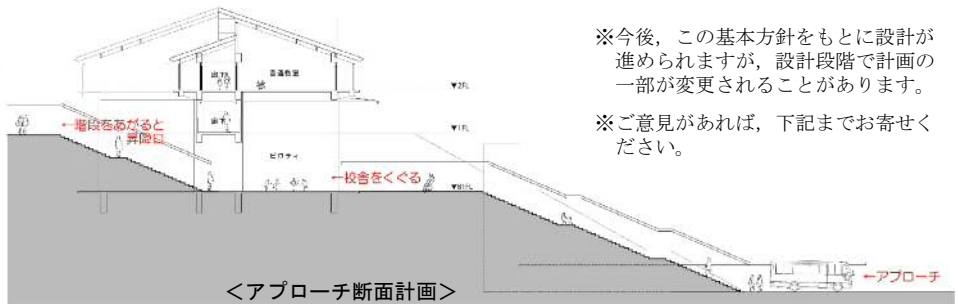 ※今後，この基本方針をもとに設計が
進められますが，設計段階で計画の
一部が変更されることがあります。
※ご意見があれば，下記までお寄せく
ださい。
廊下
普通教室
▼2FL
←階段をあがると
昇降口
廊下
▼1FL
ピロティ
←校舎をくぐる
▼B1FL
←アプローチ
＜アプローチ断面計画＞